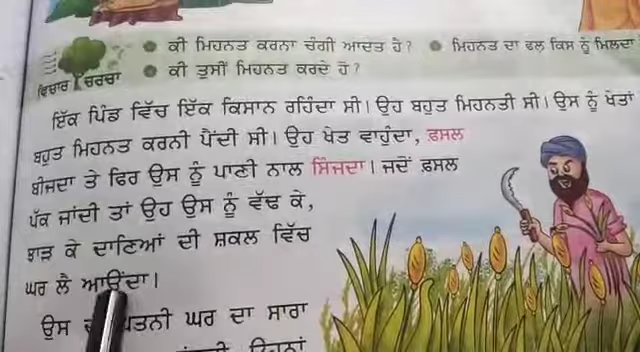 ਕੀ ਮਿਹਨਤ ਕਰਨਾ ਚੰਗੀ ਆਦਤ ਹੈ? ਮਿਹਨਤ ਦਾ ਫਲ ਕਿਸ ਨੂੰ ਮਿਲਦਾ
ਵਿਚਾਰ ਚਰਚਾ
ਕੀ ਤੁਸੀਂ ਮਿਹਨਤ ਕਰਦੇ ਹੋ?
ਇੱਕ ਪਿੰਡ ਵਿੱਚ ਇੱਕ ਕਿਸਾਨ ਰਹਿੰਦਾ ਸੀ। ਉਹ ਬਹੁਤ ਮਿਹਨਤੀ ਸੀ। ਉਸ ਨੂੰ ਖੇਤਾਂ
ਬਹੁਤ ਮਿਹਨਤ ਕਰਨੀ ਪੈਂਦੀ ਸੀ। ਉਹ ਖੇਤ ਵਾਹੁੰਦਾ, ਫ਼ਸਲ
ਬੀਜਦਾ ਤੇ ਫਿਰ ਉਸ ਨੂੰ ਪਾਣੀ ਨਾਲ ਸਿੰਜਦਾ। ਜਦੋਂ ਫ਼ਸਲ
ਪੱਕ ਜਾਂਦੀ ਤਾਂ ਉਹ ਉਸ ਨੂੰ ਵੱਢ ਕੇ,
ਝਾੜ ਕੇ ਦਾਣਿਆਂ ਦੀ ਸ਼ਕਲ ਵਿੱਚ
ਘਰ ਲੈ ਆਉਂਦਾ।
ਉਸ ਪਤਨੀ ਘਰ ਦਾ ਸਾਰਾ